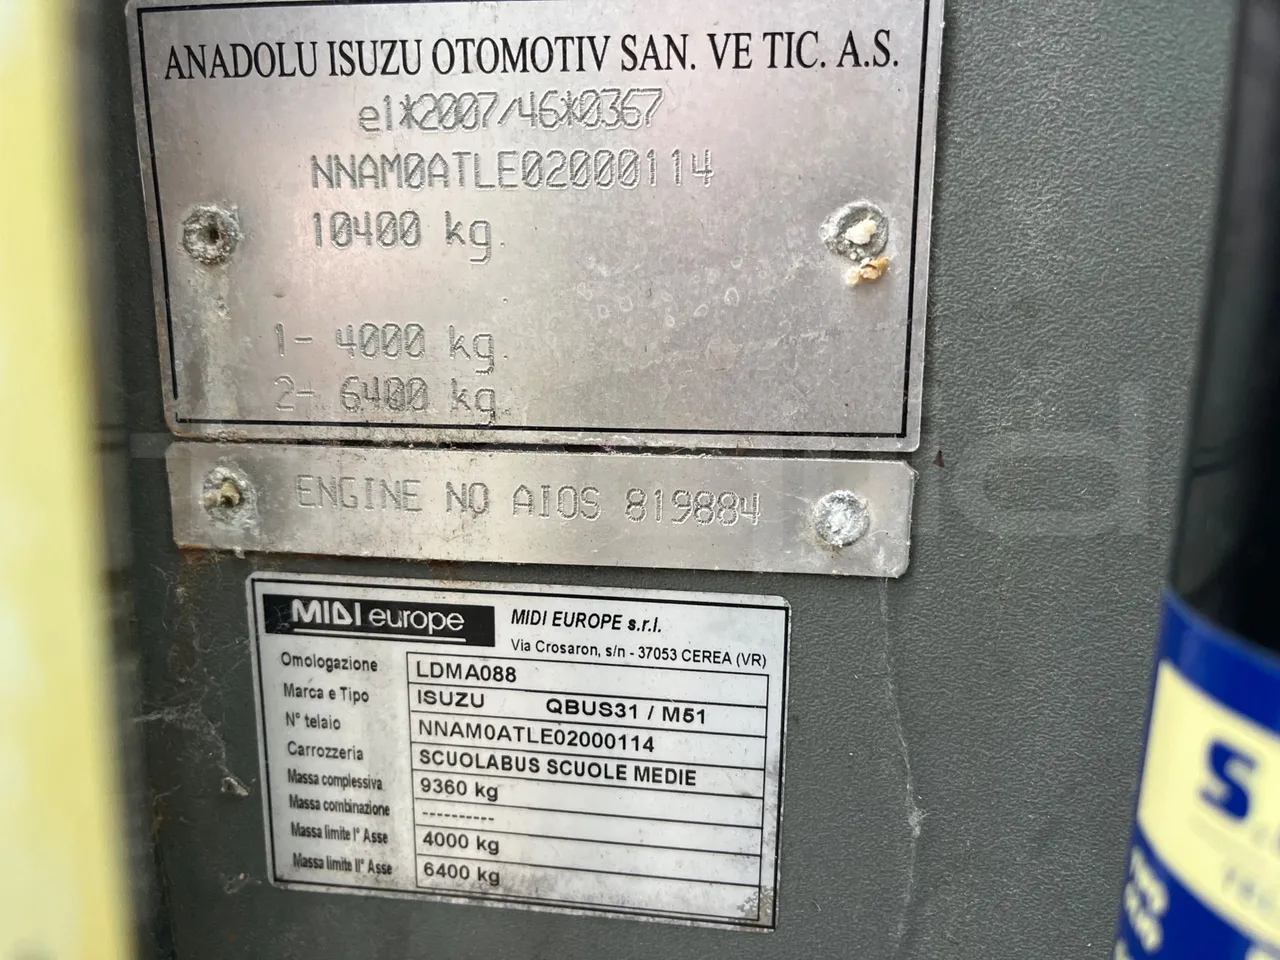 ANADOLU ISUZU OTOMOTIV SAN. VE TIC. A.S.
e1*2007/46*0367
NNAM0ATLE02000114
10400 kg.
1- 4000 kg.
2- 6400 kg
ENGINE NO AIOS 819884
MIDI europe MIDI EUROPE s.r.l.
Via Crosaron, s/n - 37053 CEREA (VR)
Omologazione LDMA088
Marca e Tipo ISUZU QBUS31 / M51
N° telaio NNAM0ATLE02000114
Carrozzeria SCUOLABUS SCUOLE MEDIE
Massa complessiva 9360 kg
Massa combinazione ----------
Massa limite I° Asse 4000 kg
Massa limite II° Asse 6400 kg